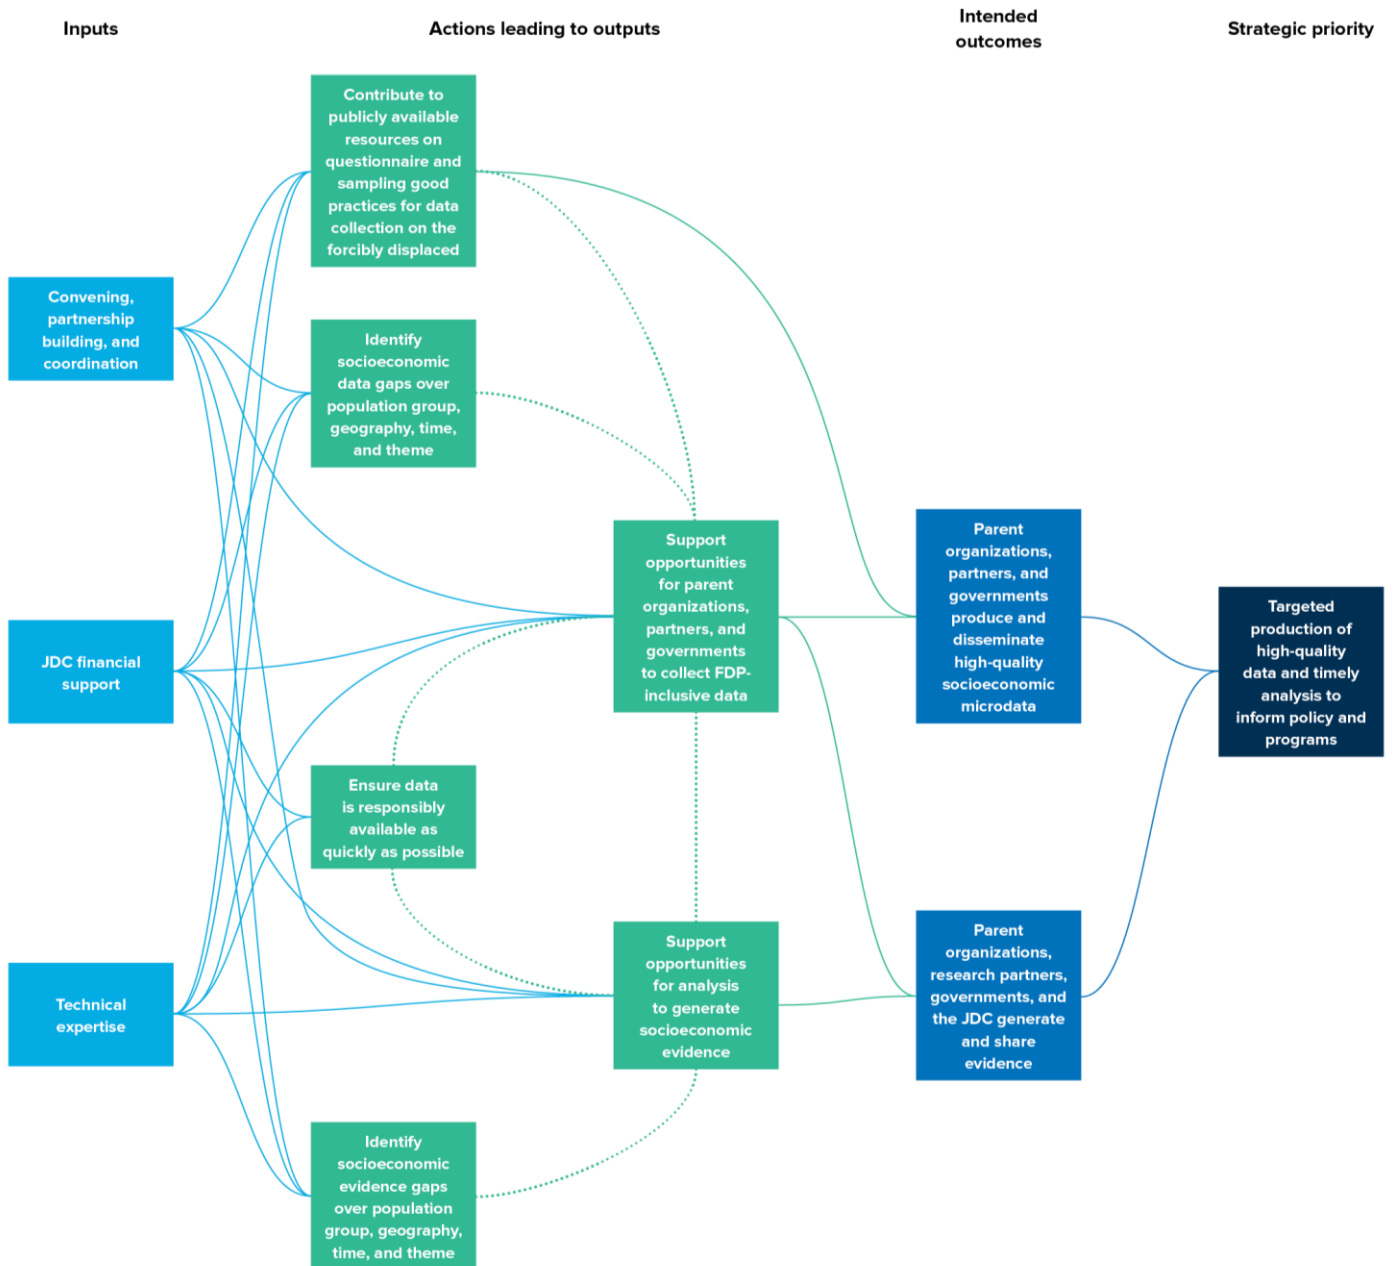 Inputs
Actions leading to outputs
Intended
outcomes
Strategic priority
Contribute to
publicly available
resources on
questionnaire and
sampling good
practices for data
collection on the
forcibly displaced
Convening,
partnership
building, and
coordination
Identify
socioeconomic
data gaps over
population group,
geography, time,
and theme
Support
opportunities
for parent
organizations,
partners, and
governments
to collect FDP-
inclusive data
Parent
organizations,
partners, and
governments
produce and
disseminate
high-quality
socioeconomic
microdata
Targeted
production of
high-quality
data and timely
analysis to
inform policy and
programs
JDC financial
support
Ensure data
is responsibly
available as
quickly as possible
Support
opportunities
for analysis
to generate
socioeconomic
evidence
Parent
organizations,
research partners,
governments, and
the JDC generate
and share
evidence
Technical
expertise
Identify
socioeconomic
evidence gaps
over population
group, geography,
time, and theme